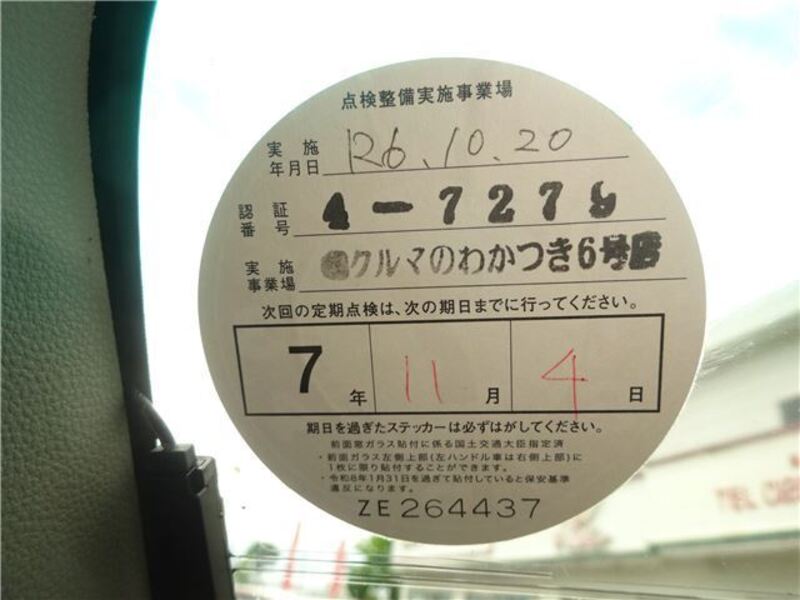 点検整備実施事業場
実施
年月日 R6.10.20
認証
番号 4-7279
実施
事業場 ㈱クルマのわかつき6号店
次回の定期点検は、次の期日までに行ってください。
7年 11月 4日
期日を過ぎたステッカーは必ずはがしてください。
前面窓ガラス貼付に係る国土交通大臣指定済
・前面ガラス左側上部(左ハンドル車は右側上部)に
1枚に限り貼付することができます。
・令和8年1月31日を過ぎて貼付していると保安基準
違反になります。
ZE264437
TEL